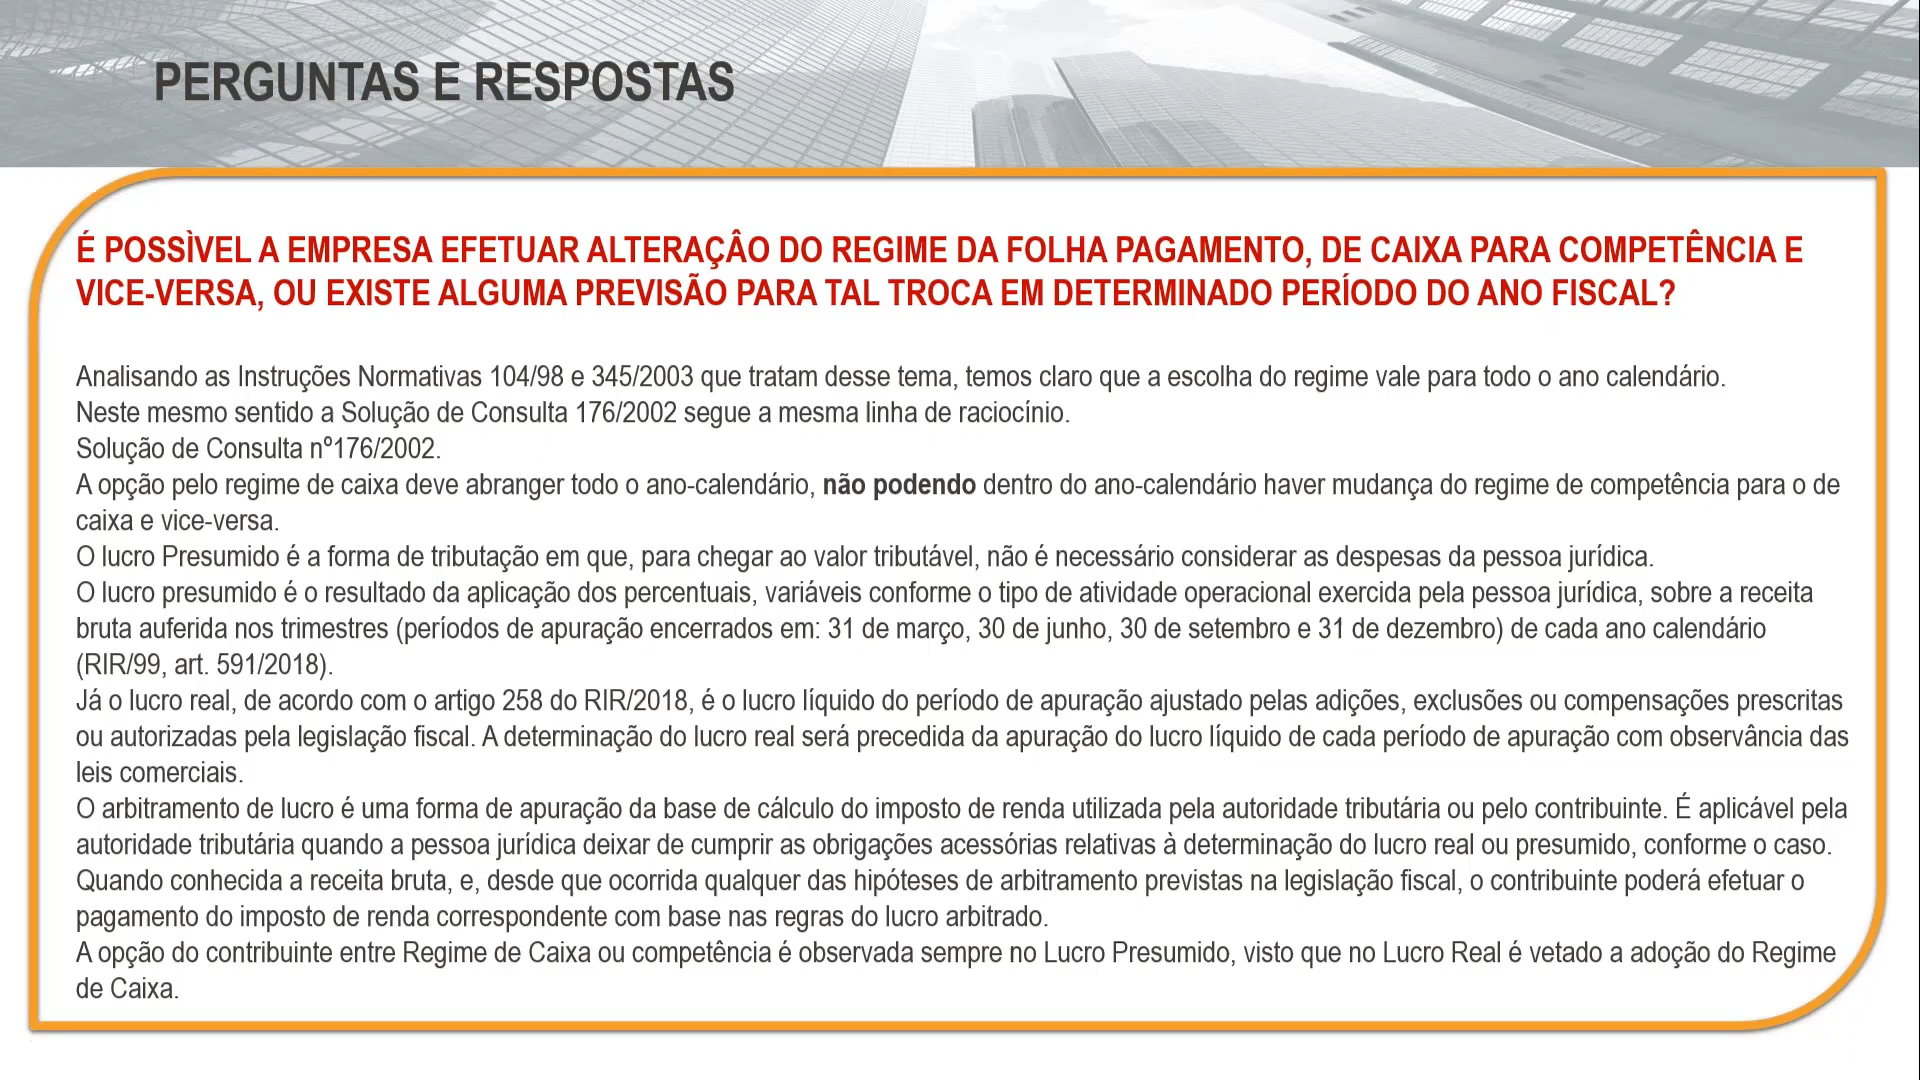 PERGUNTAS E RESPOSTAS
É POSSÌVEL A EMPRESA EFETUAR ALTERAÇÂO DO REGIME DA FOLHA PAGAMENTO, DE CAIXA PARA COMPETÊNCIA E
VICE-VERSA, OU EXISTE ALGUMA PREVISÃO PARA TAL TROCA EM DETERMINADO PERÍODO DO ANO FISCAL?
Analisando as Instruções Normativas 104/98 e 345/2003 que tratam desse tema, temos claro que a escolha do regime vale para todo o ano calendário.
Neste mesmo sentido a Solução de Consulta 176/2002 segue a mesma linha de raciocínio.
Solução de Consulta nº176/2002.
A opção pelo regime de caixa deve abranger todo o ano-calendário, não podendo dentro do ano-calendário haver mudança do regime de competência para o de
caixa e vice-versa.
O lucro Presumido é a forma de tributação em que, para chegar ao valor tributável, não é necessário considerar as despesas da pessoa jurídica.
O lucro presumido é o resultado da aplicação dos percentuais, variáveis conforme o tipo de atividade operacional exercida pela pessoa jurídica, sobre a receita
bruta auferida nos trimestres (períodos de apuração encerrados em: 31 de março, 30 de junho, 30 de setembro e 31 de dezembro) de cada ano calendário
(RIR/99, art. 591/2018).
Já o lucro real, de acordo com o artigo 258 do RIR/2018, é o lucro líquido do período de apuração ajustado pelas adições, exclusões ou compensações prescritas
ou autorizadas pela legislação fiscal. A determinação do lucro real será precedida da apuração do lucro líquido de cada período de apuração com observância das
leis comerciais.
O arbitramento de lucro é uma forma de apuração da base de cálculo do imposto de renda utilizada pela autoridade tributária ou pelo contribuinte. É aplicável pela
autoridade tributária quando a pessoa jurídica deixar de cumprir as obrigações acessórias relativas à determinação do lucro real ou presumido, conforme o caso.
Quando conhecida a receita bruta, e, desde que ocorrida qualquer das hipóteses de arbitramento previstas na legislação fiscal, o contribuinte poderá efetuar o
pagamento do imposto de renda correspondente com base nas regras do lucro arbitrado.
A opção do contribuinte entre Regime de Caixa ou competência é observada sempre no Lucro Presumido, visto que no Lucro Real é vetado a adoção do Regime
de Caixa.